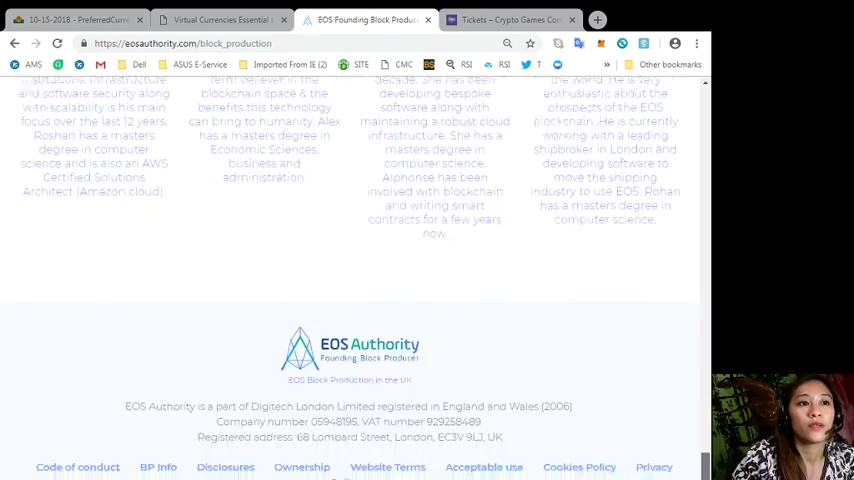 10-15-2018 - PreferredCurre
Virtual Currencies Essential
EOS Founding Block Produce
Tickets – Crypto Games Con
https://eosauthority.com/block_production
AMS
Dell
ASUS E-Service
Imported From IE (2)
SITE
CMC
RSI
RSI
T
Other bookmarks
institutions. Infrastructure
and software security along
with scalability is his main
focus over the last 12 years.
Roshan has a masters
degree in computer
science and is also an AWS
Certified Solutions
Architect (Amazon cloud).
term believer in the
blockchain space & the
benefits this technology
can bring to humanity. Alex
has a masters degree in
Economic Sciences,
business and
administration.
decade. She has been
developing bespoke
software along with
maintaining a robust cloud
infrastructure. She has a
masters degree in
computer science.
Alphonse has been
involved with blockchain
and writing smart
contracts for a few years
now.
the world. He is very
enthusiastic about the
prospects of the EOS
blockchain. He is currently
working with a leading
shipbroker in London and
developing software to
move the shipping
industry to use EOS. Rohan
has a masters degree in
computer science.
EOS Authority
Founding Block Producer
EOS Block Production in the UK
EOS Authority is a part of Digitech London Limited registered in England and Wales (2006)
Company number 05948195, VAT number 929258489
Registered address: 68 Lombard Street, London, EC3V 9LJ, UK
Code of conduct
BP Info
Disclosures
Ownership
Website Terms
Acceptable use
Cookies Policy
Privacy